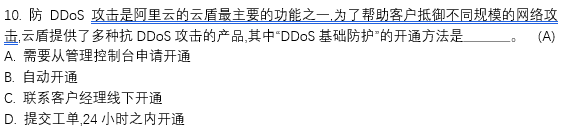 10. 防 DDoS 攻击是阿里云的云盾最主要的功能之一,为了帮助客户抵御不同规模的网络攻
击,云盾提供了多种抗 DDoS 攻击的产品,其中“DDoS 基础防护”的开通方法是______。 (A)
A. 需要从管理控制台申请开通
B. 自动开通
C. 联系客户经理线下开通
D. 提交工单,24 小时之内开通